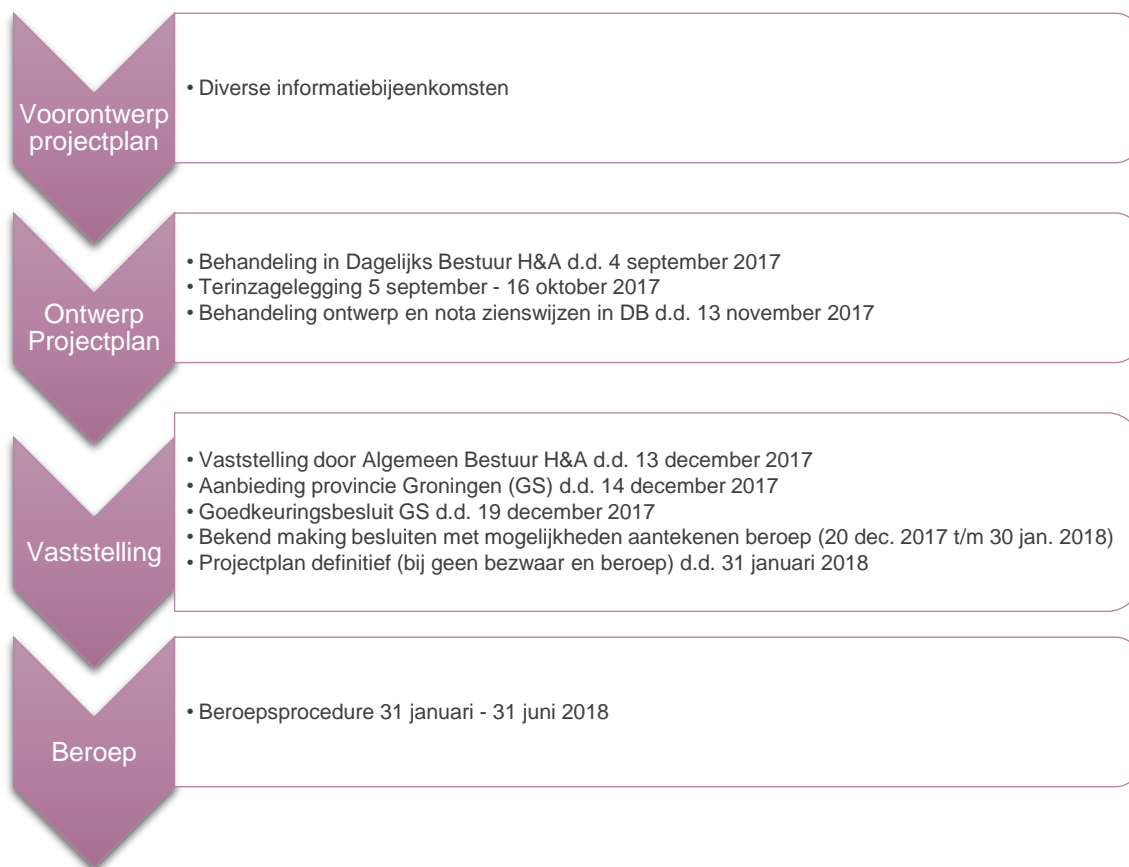 Voorontwerp
projectplan
• Diverse informatiebijeenkomsten
Ontwerp
Projectplan
• Behandeling in Dagelijks Bestuur H&A d.d. 4 september 2017
• Terinzagelegging 5 september - 16 oktober 2017
• Behandeling ontwerp en nota zienswijzen in DB d.d. 13 november 2017
Vaststelling
• Vaststelling door Algemeen Bestuur H&A d.d. 13 december 2017
• Aanbieding provincie Groningen (GS) d.d. 14 december 2017
• Goedkeuringsbesluit GS d.d. 19 december 2017
• Bekend making besluiten met mogelijkheden aantekenen beroep (20 dec. 2017 t/m 30 jan. 2018)
• Projectplan definitief (bij geen bezwaar en beroep) d.d. 31 januari 2018
Beroep
• Beroepsprocedure 31 januari - 31 juni 2018